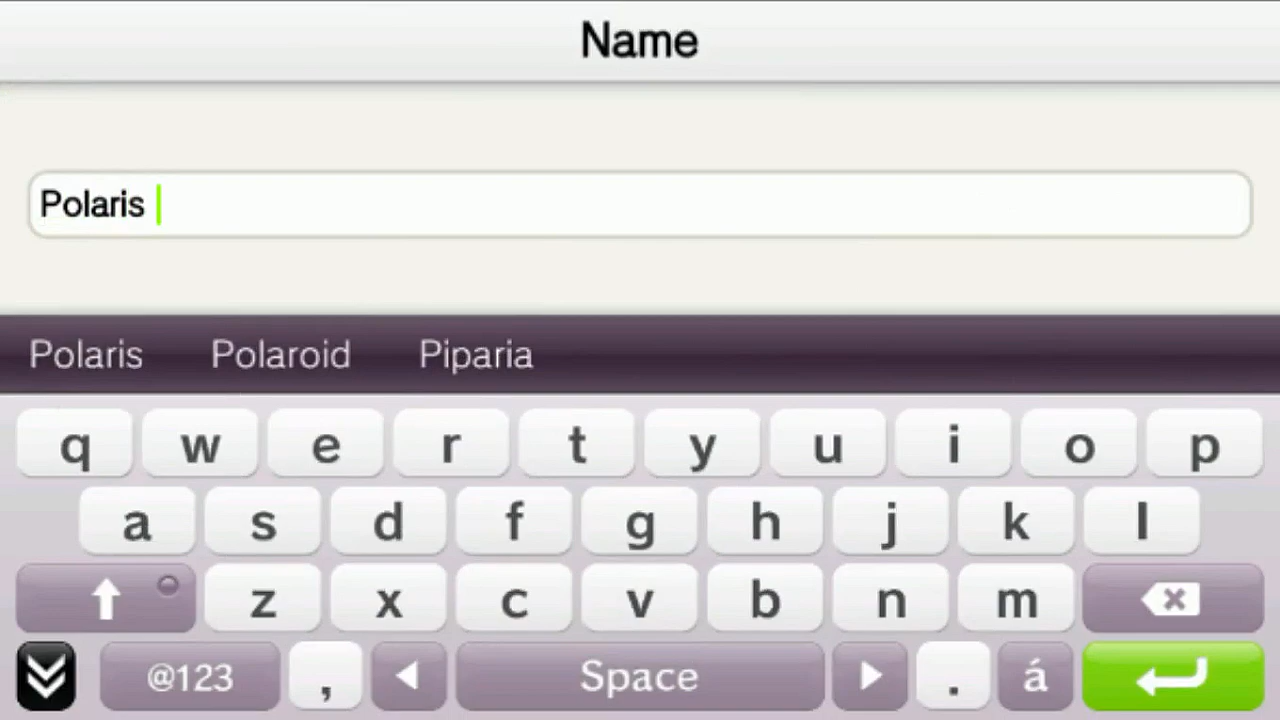 Name
Polaris
Polaris Polaroid Piparia
q w e r t y u i o p
a s d f g h j k l
z x c v b n m
@123 , Space . á